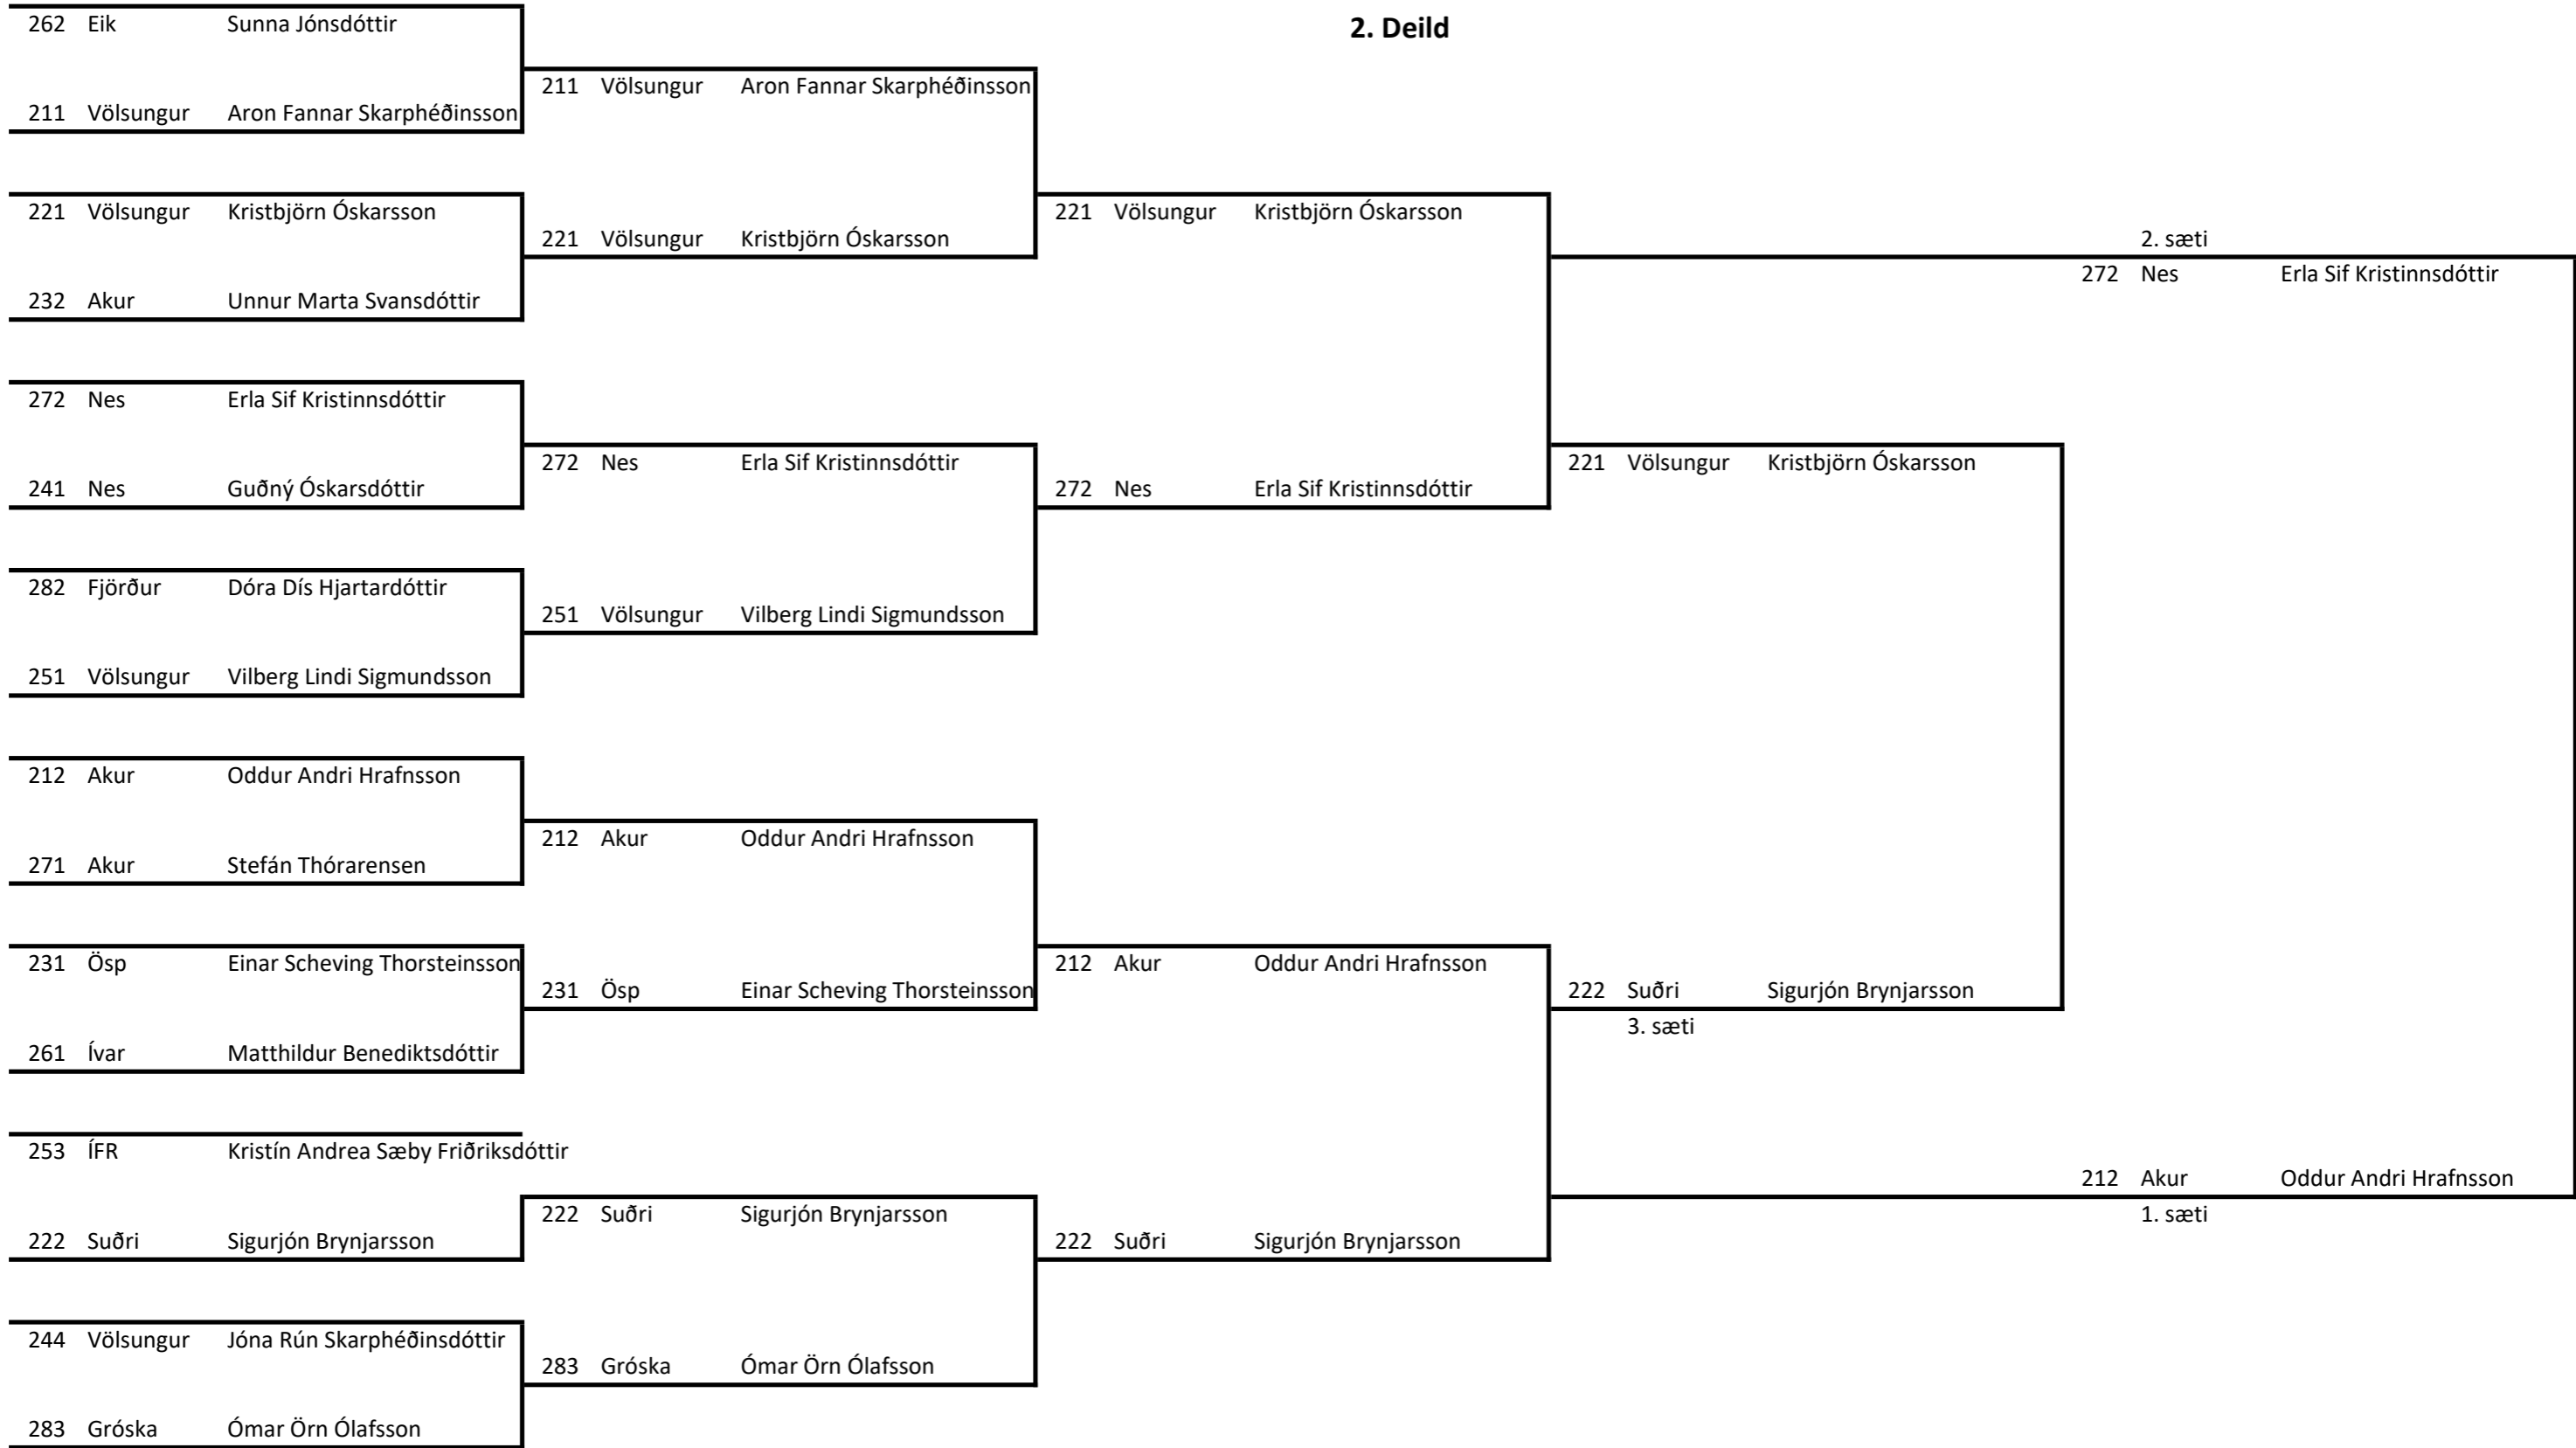 2. Deild
262 Eik Sunna Jónsdóttir
211 Völsungur Aron Fannar Skarphéðinsson
221 Völsungur Kristbjörn Óskarsson
232 Akur Unnur Marta Svansdóttir
272 Nes Erla Sif Kristinnsdóttir
241 Nes Guðný Óskarsdóttir
282 Fjörður Dóra Dís Hjartardóttir
251 Völsungur Vilberg Lindi Sigmundsson
212 Akur Oddur Andri Hrafnsson
271 Akur Stefán Thórarensen
231 Ösp Einar Scheving Thorsteinsson
261 Ívar Matthildur Benediktsdóttir
253 ÍFR Kristín Andrea Sæby Friðriksdóttir
222 Suðri Sigurjón Brynjarsson
244 Völsungur Jóna Rún Skarphéðinsdóttir
283 Gróska Ómar Örn Ólafsson
211 Völsungur Aron Fannar Skarphéðinsson
221 Völsungur Kristbjörn Óskarsson
272 Nes Erla Sif Kristinnsdóttir
251 Völsungur Vilberg Lindi Sigmundsson
212 Akur Oddur Andri Hrafnsson
231 Ösp Einar Scheving Thorsteinsson
222 Suðri Sigurjón Brynjarsson
283 Gróska Ómar Örn Ólafsson
221 Völsungur Kristbjörn Óskarsson
272 Nes Erla Sif Kristinnsdóttir
212 Akur Oddur Andri Hrafnsson
222 Suðri Sigurjón Brynjarsson
221 Völsungur Kristbjörn Óskarsson
222 Suðri Sigurjón Brynjarsson
3. sæti
2. sæti
272 Nes Erla Sif Kristinnsdóttir
212 Akur Oddur Andri Hrafnsson
1. sæti